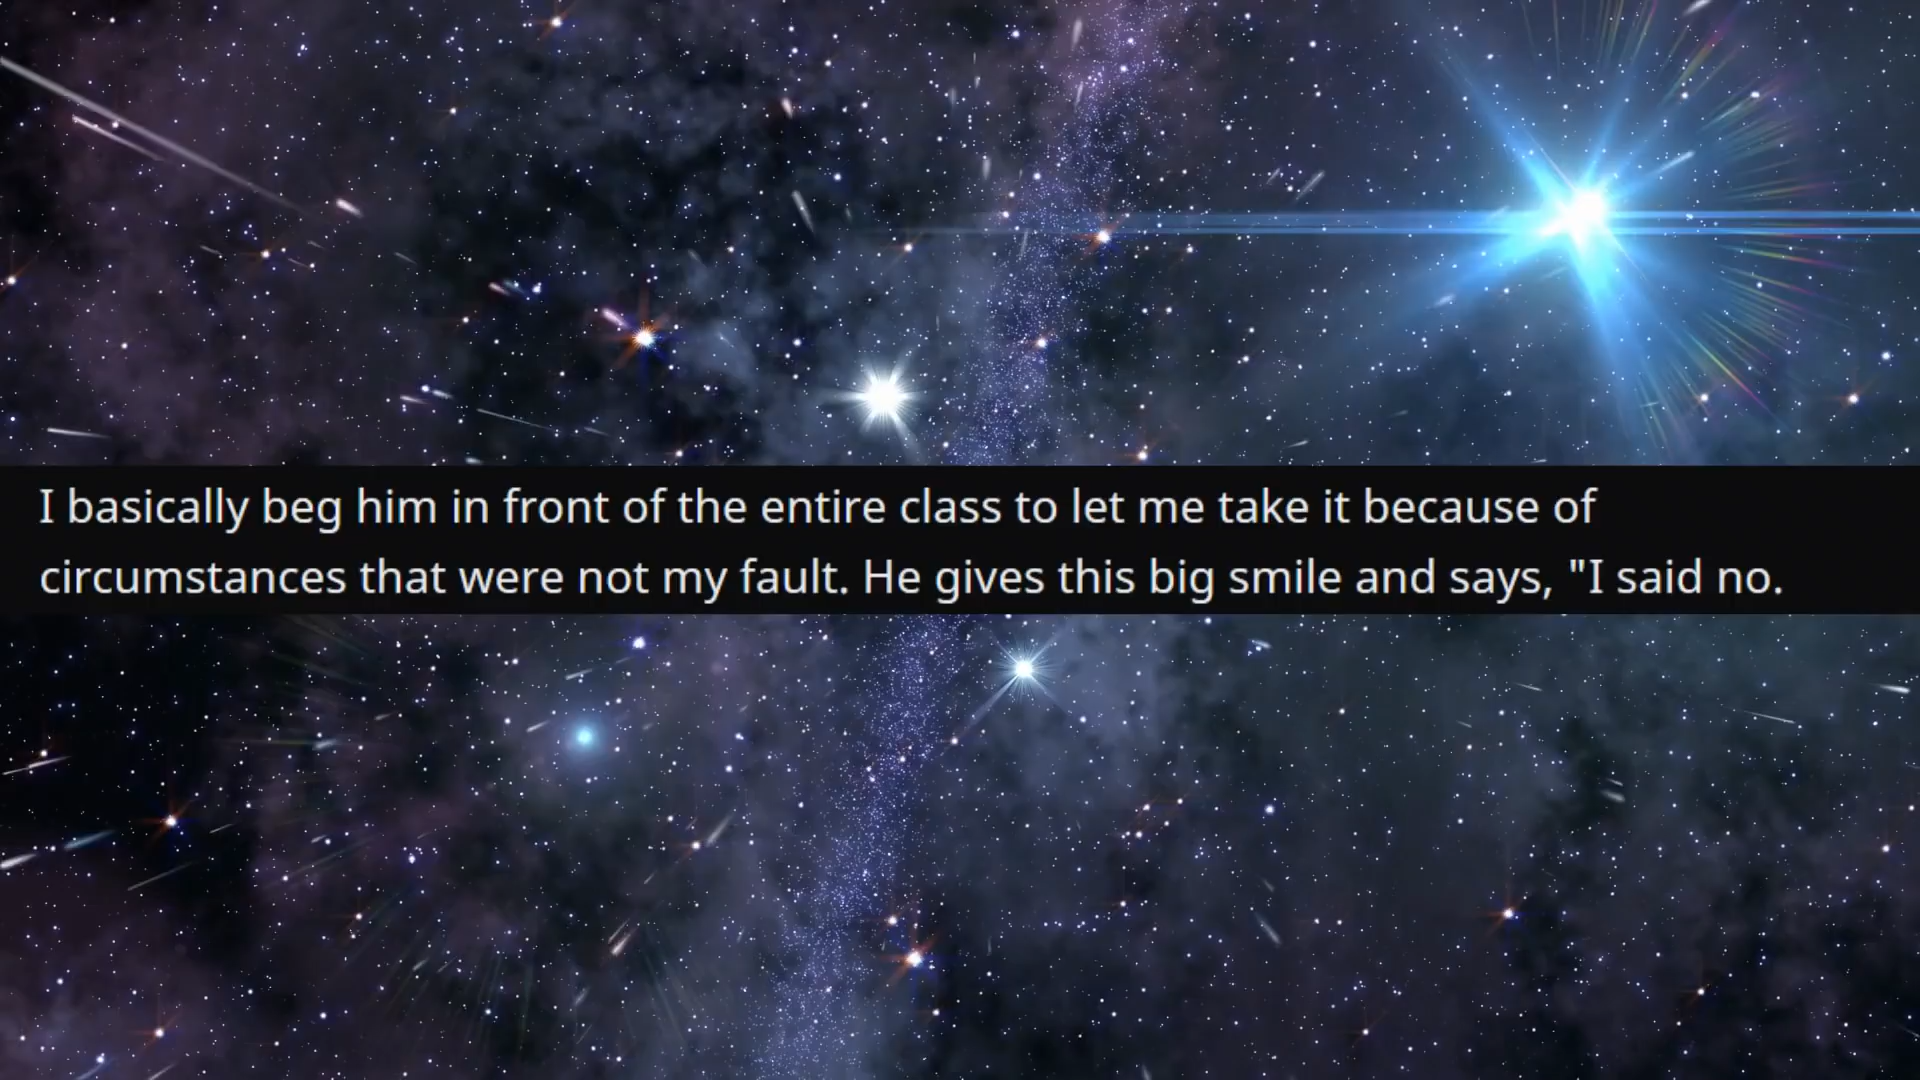 I basically beg him in front of the entire class to let me take it because of
circumstances that were not my fault. He gives this big smile and says, "I said no.